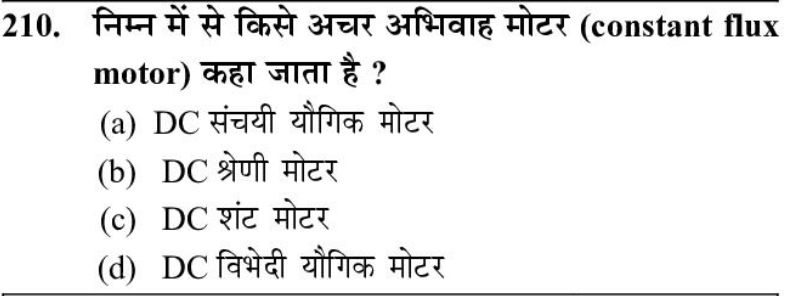 210. निम्न में से किसे अचर अभिवाह मोटर (constant flux
motor) कहा जाता है ?
(a) DC संचयी यौगिक मोटर
(b) DC श्रेणी मोटर
(c) DC शंट मोटर
(d) DC विभेदी यौगिक मोटर